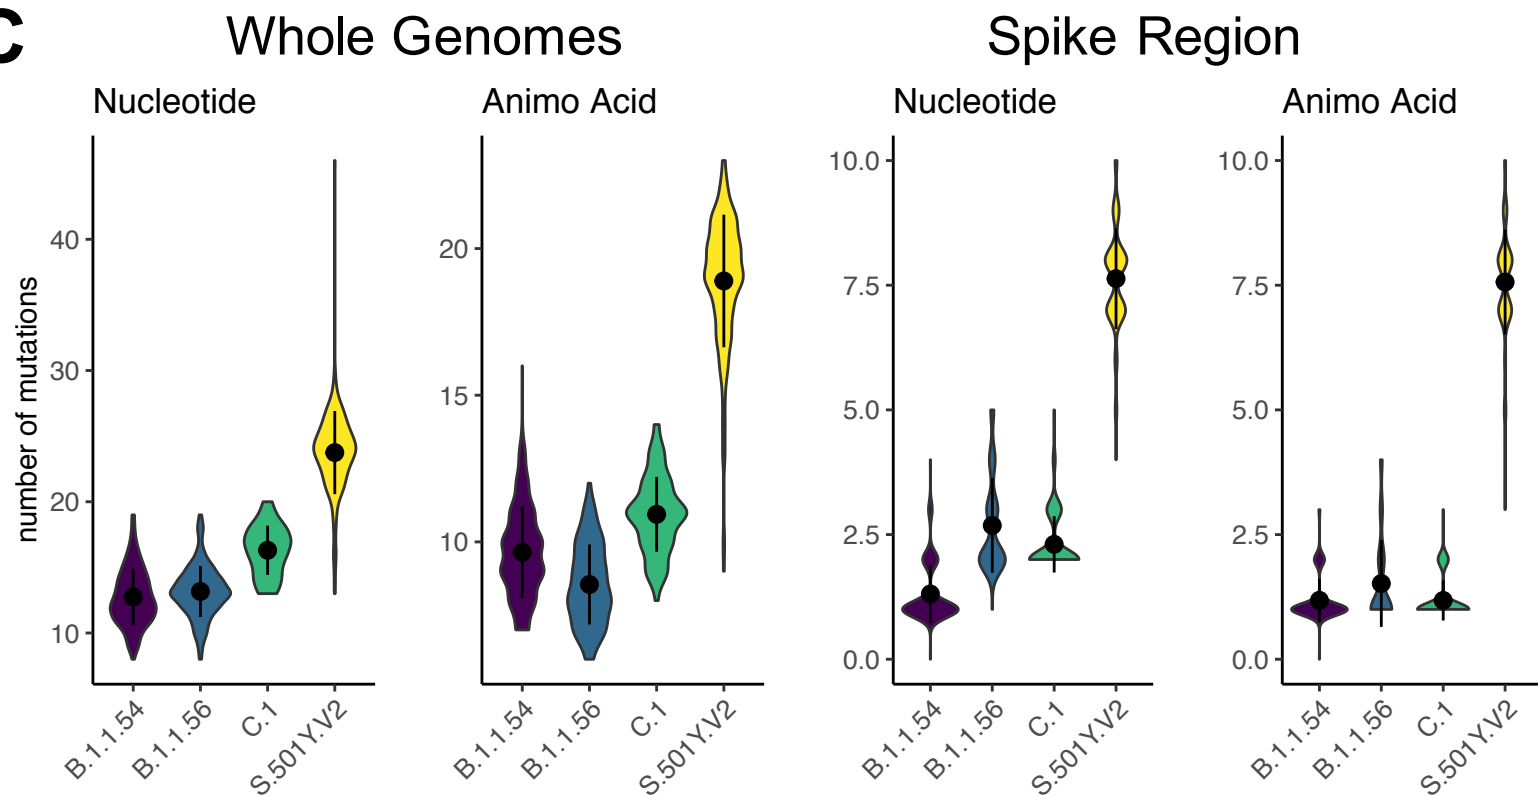 C
Whole Genomes
Spike Region
Nucleotide
Animo Acid
Nucleotide
Animo Acid
number of mutations
40
30
20
10
20
15
10
10.0
7.5
5.0
2.5
0.0
10.0
7.5
5.0
2.5
0.0
B.1.1.54
B.1.1.56
C.1
S.501Y.V2
B.1.1.54
B.1.1.56
C.1
S.501Y.V2
B.1.1.54
B.1.1.56
C.1
S.501Y.V2
B.1.1.54
B.1.1.56
C.1
S.501Y.V2